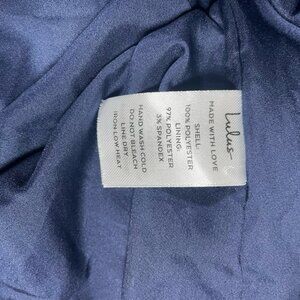 Lulus
MADE WITH LOVE
SHELL:
100% POLYESTER
LINING:
97% POLYESTER
3% SPANDEX
HAND WASH COLD
DO NOT BLEACH
LINE DRY
IRON LOW HEAT